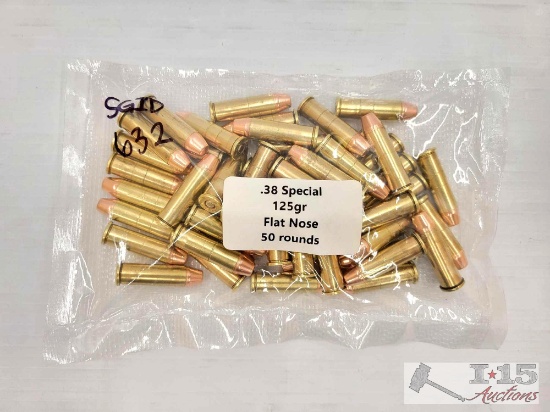 SGID
632
.38 Special
125gr
Flat Nose
50 rounds
I★15
Auctions